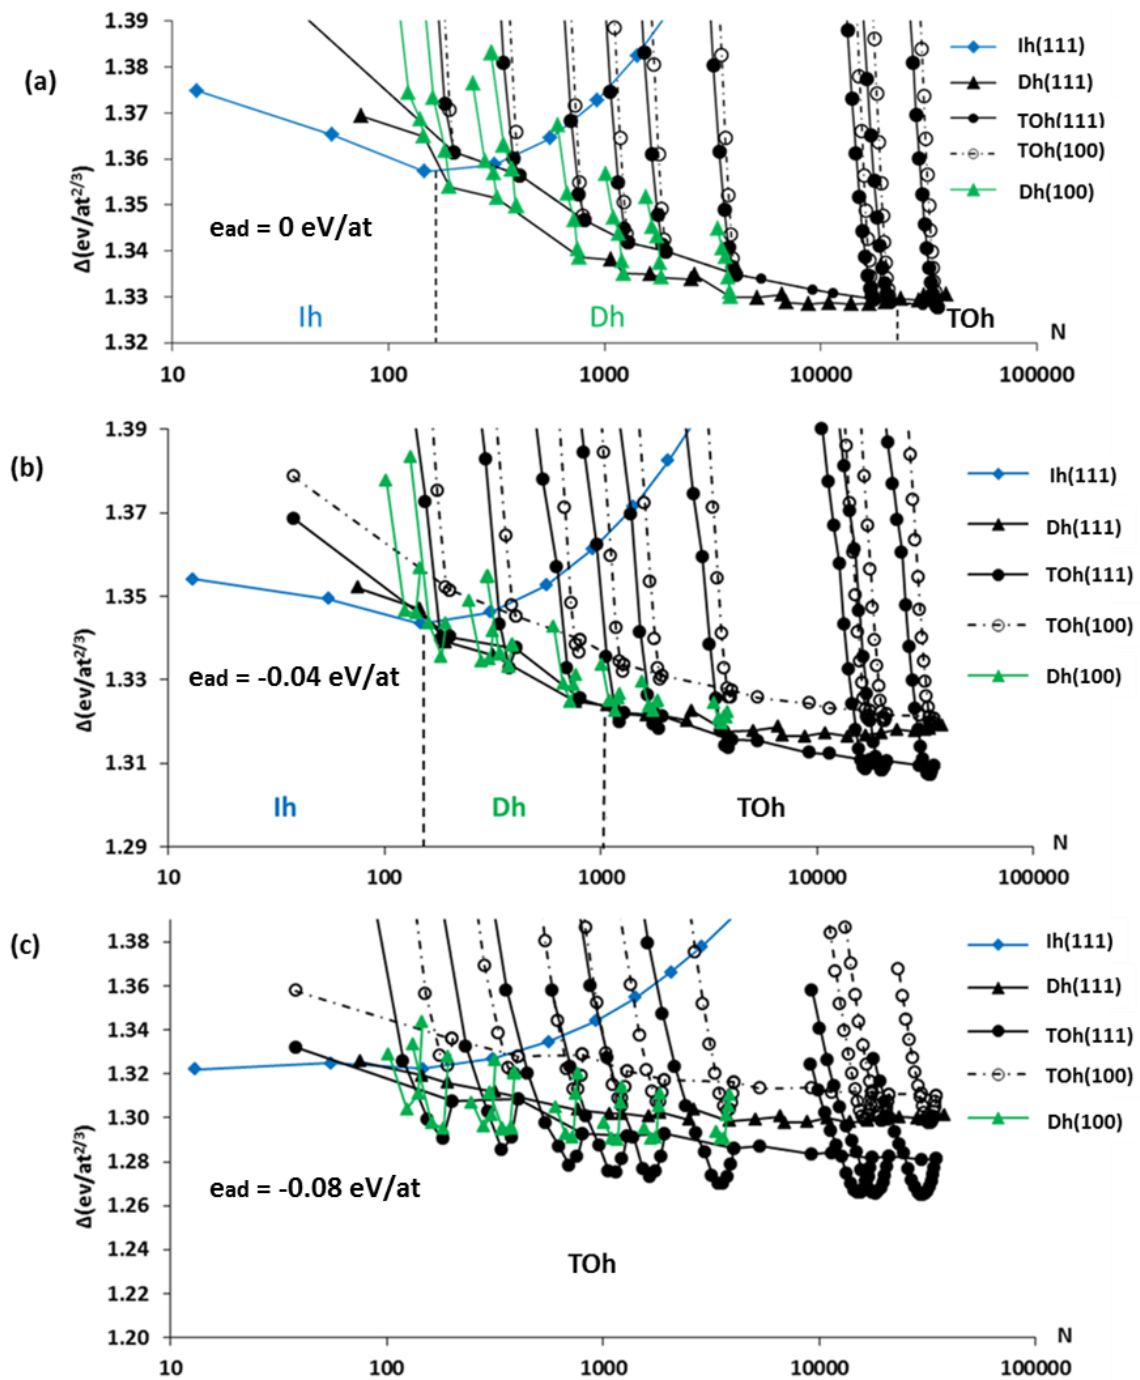 (a)
Δ(ev/at2/3)
1.39
1.38
1.37
1.36
1.35
1.34
1.33
1.32
ead = 0 eV/at
Ih
Dh
TOh
N
10
100
1000
10000
100000
Ih(111)
Dh(111)
TOh(111)
TOh(100)
Dh(100)
(b)
Δ(ev/at2/3)
1.39
1.37
1.35
1.33
1.31
1.29
ead = -0.04 eV/at
Ih
Dh
TOh
N
10
100
1000
10000
100000
Ih(111)
Dh(111)
TOh(111)
TOh(100)
Dh(100)
(c)
Δ(ev/at2/3)
1.38
1.36
1.34
1.32
1.30
1.28
1.26
1.24
1.22
1.20
ead = -0.08 eV/at
TOh
N
10
100
1000
10000
100000
Ih(111)
Dh(111)
TOh(111)
TOh(100)
Dh(100)